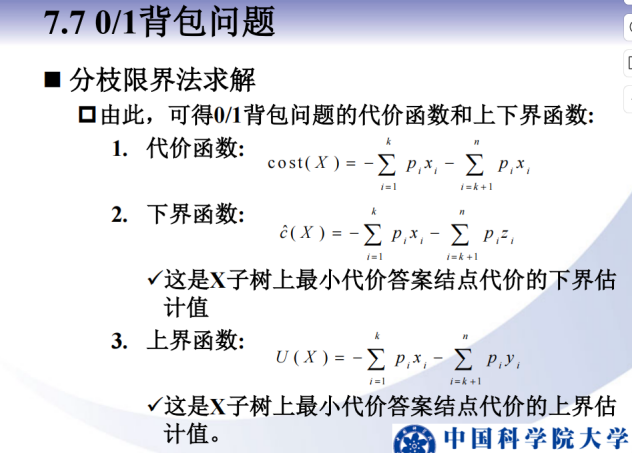 7.7 0/1背包问题
■ 分枝限界法求解
□由此，可得0/1背包问题的代价函数和上下界函数:
1. 代价函数: cost( X ) = -∑_{i=1}^{k} p_i x_i - ∑_{i=k+1}^{n} p_i x_i
2. 下界函数: ĉ( X ) = -∑_{i=1}^{k} p_i x_i - ∑_{i=k+1}^{n} p_i z_i
✓这是X子树上最小代价答案结点代价的下界估
计值
3. 上界函数: U ( X ) = -∑_{i=1}^{k} p_i x_i - ∑_{i=k+1}^{n} p_i y_i
✓这是X子树上最小代价答案结点代价的上界估
计值。
中国科学院大学